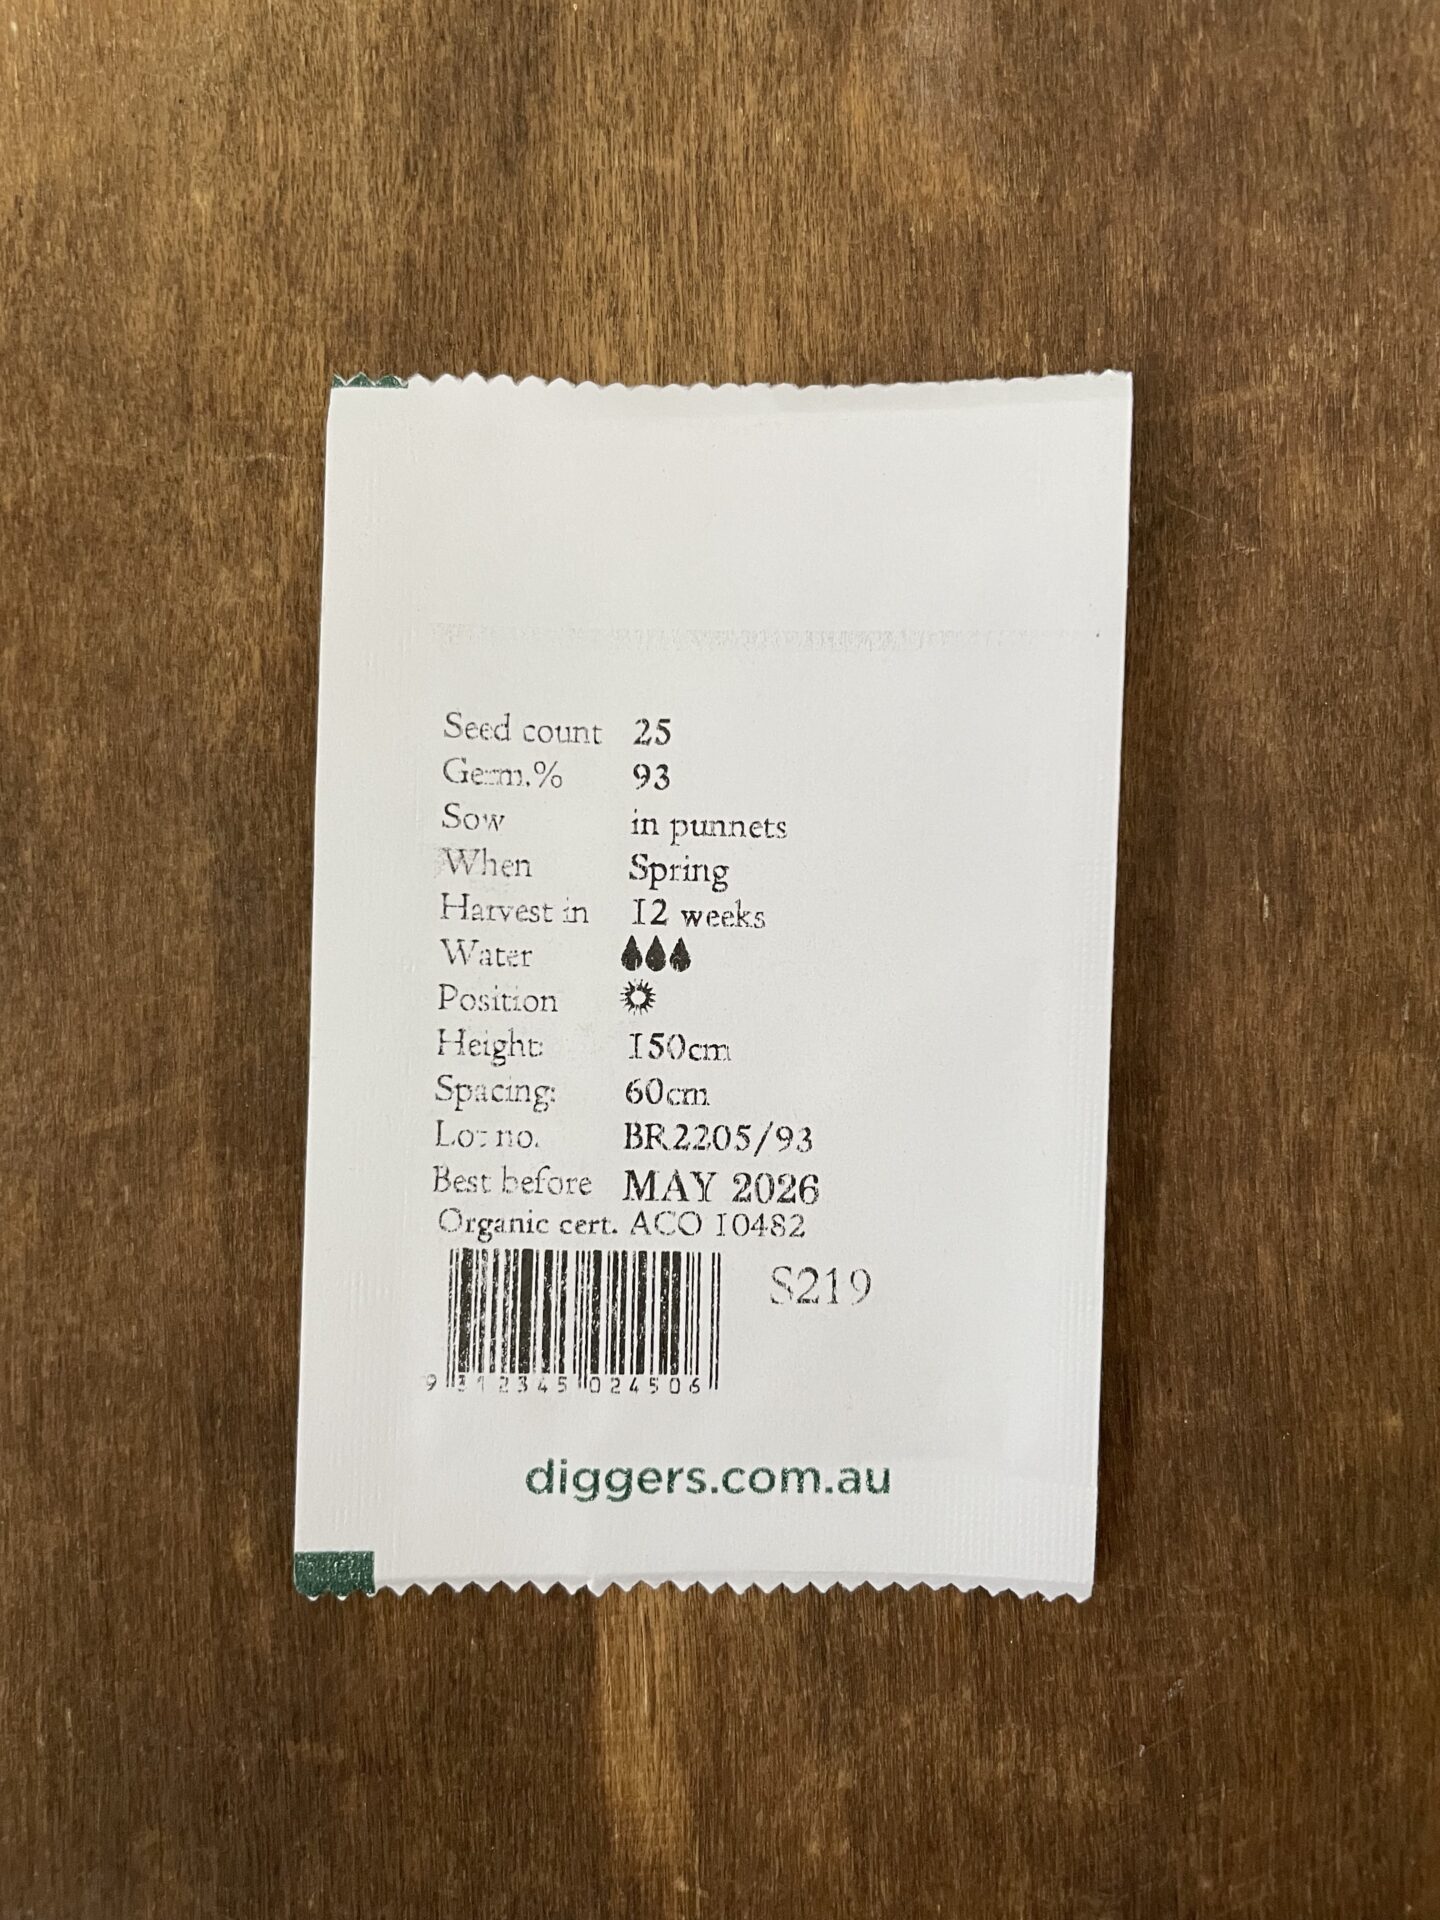 Seed count 25
Germ.% 93
Sow in punnets
When Spring
Harvest in 12 weeks
Water
Position
Height: 150cm
Spacing: 60cm
Lot no. BR2205/93
Best before MAY 2026
Organic cert. ACO 10482
S219
9 312345 024506
diggers.com.au